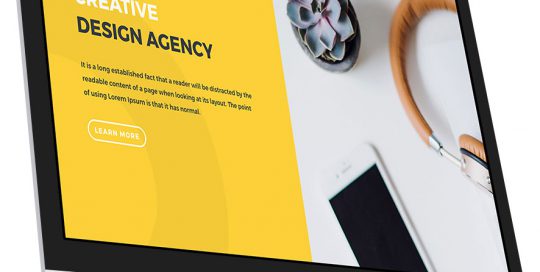 CREATIVE
DESIGN AGENCY
It is a long established fact that a reader will be distracted by the
readable content of a page when looking at its layout. The point
of using Lorem Ipsum is that it has normal.
LEARN MORE